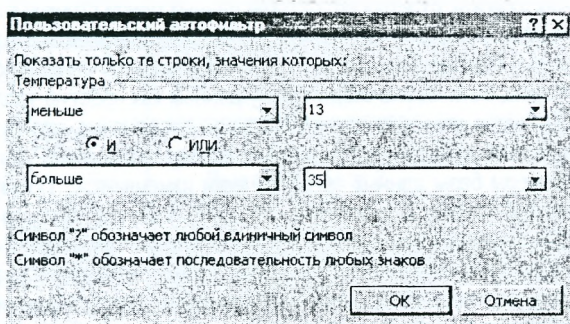 Пользовательский автофильтр
Показать только те строки, значения которых:
Температура
меньше 13
И ИЛИ
больше 35
Символ "?" обозначает любой единичный символ
Символ "*" обозначает последовательность любых знаков
ОК Отмена